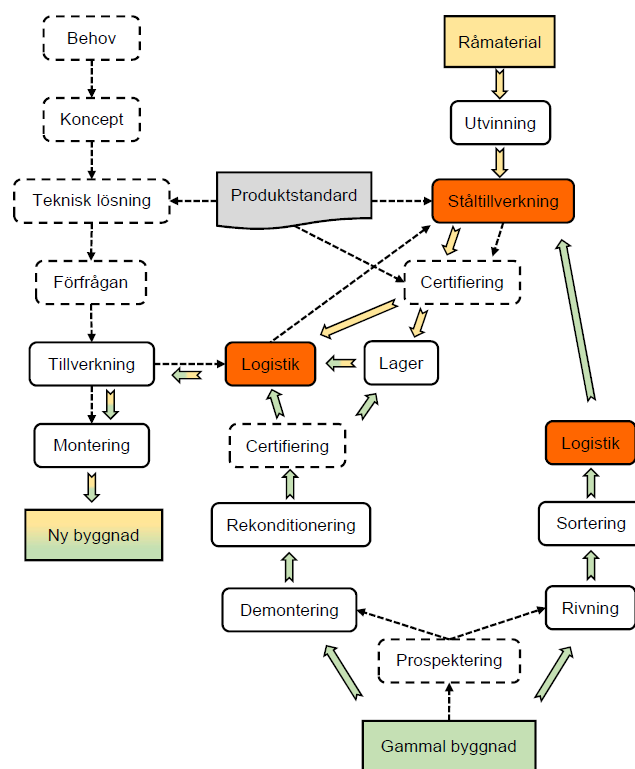 Behov
Råmaterial
Koncept
Utvinning
Teknisk lösning
Produktstandard
Ståltillverkning
Förfrågan
Certifiering
Tillverkning
Logistik
Lager
Montering
Certifiering
Logistik
Ny byggnad
Rekonditionering
Sortering
Demontering
Rivning
Prospektering
Gammal byggnad